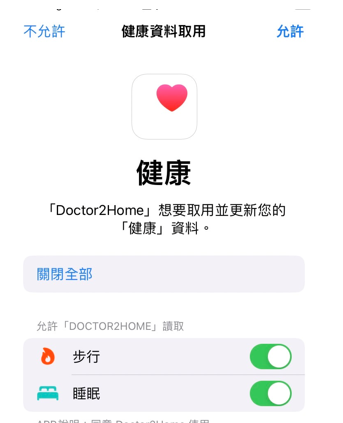 不允許 健康資料取用 允許
健康
「Doctor2Home」想要取用並更新您的
「健康」資料。
關閉全部
允許「DOCTOR2HOME」讀取
步行
睡眠